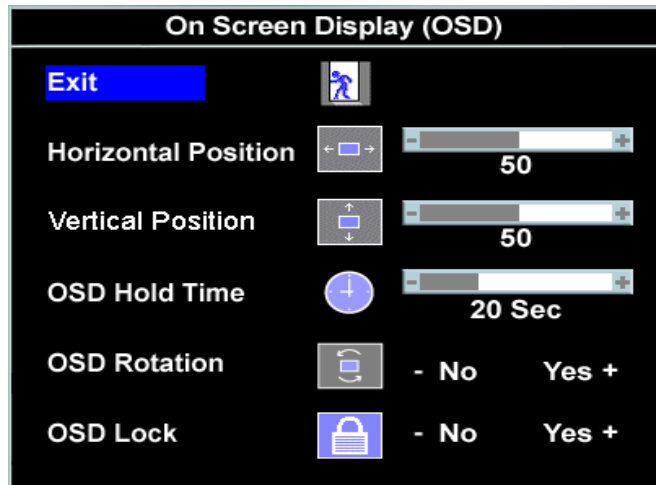 On Screen Display (OSD)
Exit
Horizontal Position - +
50
Vertical Position - +
50
OSD Hold Time - +
20 Sec
OSD Rotation - No Yes +
OSD Lock - No Yes +